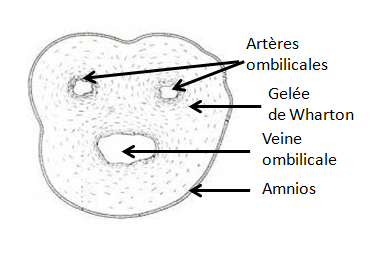 Artères
ombilicales
Gelée
de Wharton
Veine
ombilicale
Amnios